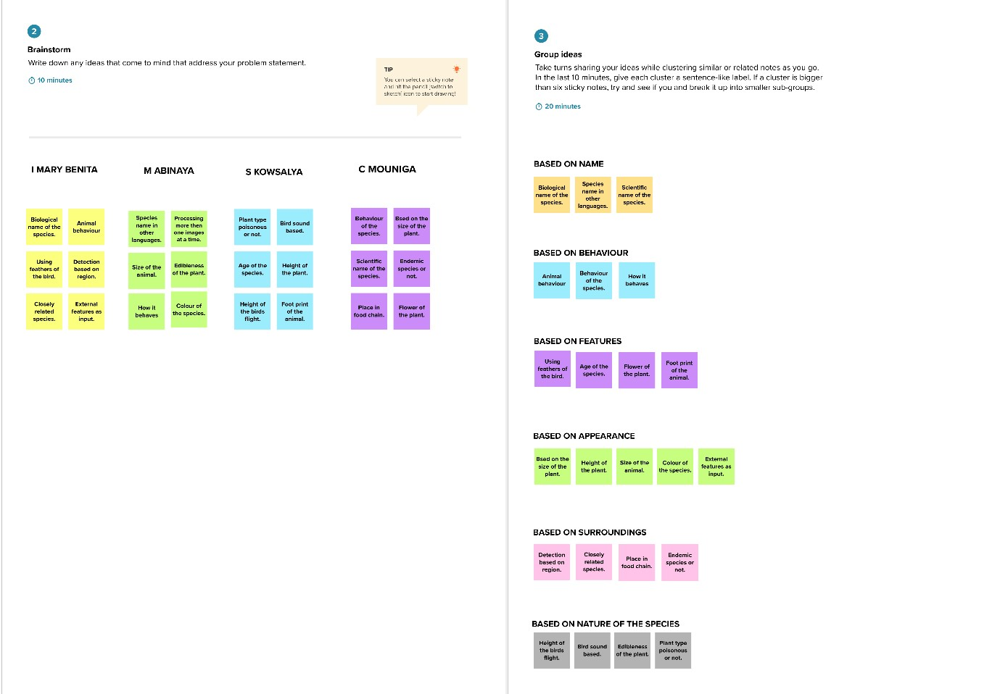 2
Brainstorm
Write down any ideas that come to mind that address your problem statement.
10 minutes
TIP
You can select a sticky note
and hit the pencil [switch to
sketch] icon to start drawing!
I MARY BENITA
M ABINAYA
S KOWSALYA
C MOUNIGA
Biological
name of the
species.
Animal
behaviour
Using
feathers of
the bird.
Detection
based on
region.
Closely
related
species.
External
features as
input.
Species
name in
other
languages.
Processing
more then
one images
at a time.
Size of the
animal.
Edibleness
of the plant.
How it
behaves
Colour of
the species.
Plant type
poisonous
or not.
Bird sound
based.
Age of the
species.
Height of
the plant.
Height of
the birds
flight.
Foot print
of the
animal.
Behaviour
of the
species.
Bsed on the
size of the
plant.
Scientific
name of the
species.
Endemic
species or
not.
Place in
food chain.
Flower of
the plant.
3
Group ideas
Take turns sharing your ideas while clustering similar or related notes as you go.
In the last 10 minutes, give each cluster a sentence-like label. If a cluster is bigger
than six sticky notes, try and see if you and break it up into smaller sub-groups.
20 minutes
BASED ON NAME
Biological
name of the
species.
Species
name in
other
languages.
Scientific
name of the
species.
BASED ON BEHAVIOUR
Animal
behaviour
Behaviour
of the
species.
How it
behaves
BASED ON FEATURES
Using
feathers of
the bird.
Age of the
species.
Flower of
the plant.
Foot print
of the
animal.
BASED ON APPEARANCE
Bsed on the
size of the
plant.
Height of
the plant.
Size of the
animal.
Colour of
the species.
External
features as
input.
BASED ON SURROUNDINGS
Detection
based on
region.
Closely
related
species.
Place in
food chain.
Endemic
species or
not.
BASED ON NATURE OF THE SPECIES
Height of
the birds
flight.
Bird sound
based.
Edibleness
of the plant.
Plant type
poisonous
or not.